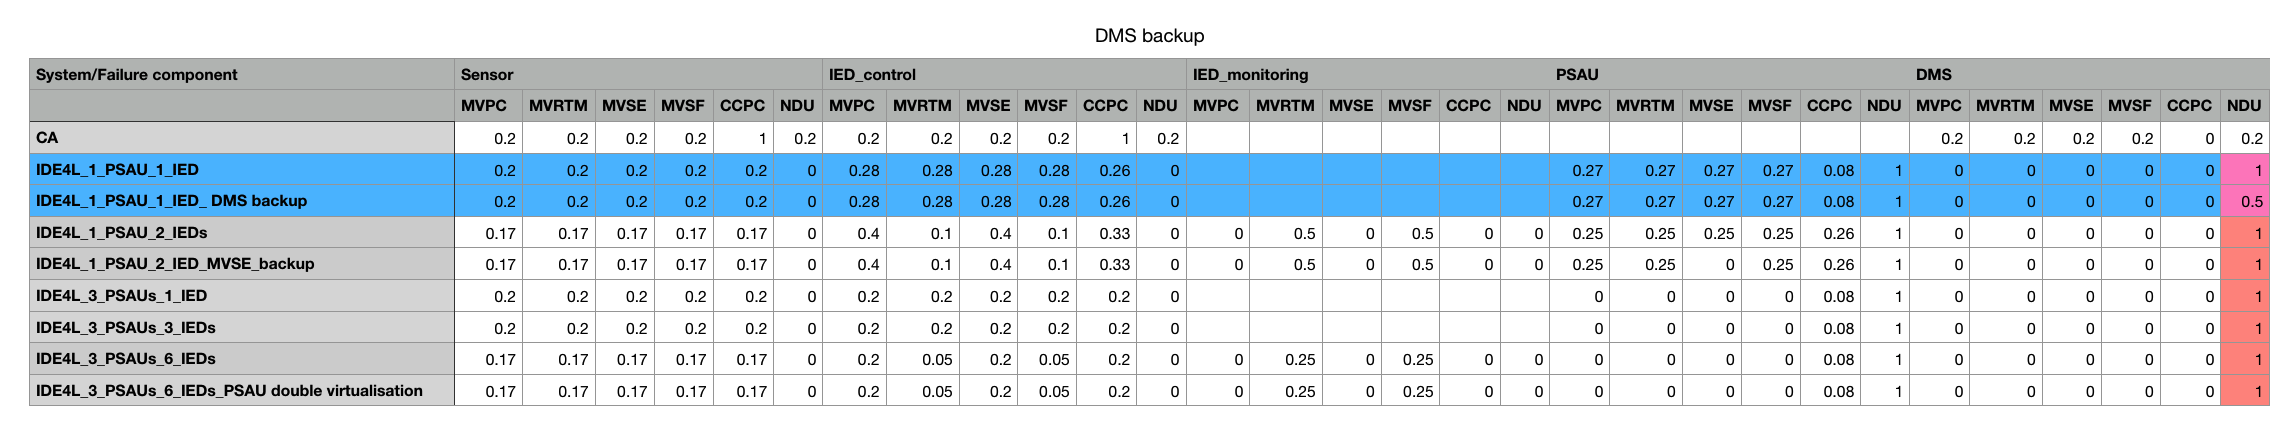 DMS backup
System/Failure component Sensor IED_control IED_monitoring PSAU DMS
MVPC MVRTM MVSE MVSF CCPC NDU MVPC MVRTM MVSE MVSF CCPC NDU MVPC MVRTM MVSE MVSF CCPC NDU MVPC MVRTM MVSE MVSF CCPC NDU MVPC MVRTM MVSE MVSF CCPC NDU
CA 0.2 0.2 0.2 0.2 1 0.2 0.2 0.2 0.2 0.2 1 0.2 0.2 0.2 0.2 0.2 0 0.2
IDE4L_1_PSAU_1_IED 0.2 0.2 0.2 0.2 0.2 0 0.28 0.28 0.28 0.28 0.26 0 0.27 0.27 0.27 0.27 0.08 1 0 0 0 0 0 1
IDE4L_1_PSAU_1_IED_ DMS backup 0.2 0.2 0.2 0.2 0.2 0 0.28 0.28 0.28 0.28 0.26 0 0.27 0.27 0.27 0.27 0.08 1 0 0 0 0 0 0.5
IDE4L_1_PSAU_2_IEDs 0.17 0.17 0.17 0.17 0.17 0 0.4 0.1 0.4 0.1 0.33 0 0 0.5 0 0.5 0 0 0.25 0.25 0.25 0.25 0.26 1 0 0 0 0 0 1
IDE4L_1_PSAU_2_IED_MVSE_backup 0.17 0.17 0.17 0.17 0.17 0 0.4 0.1 0.4 0.1 0.33 0 0 0.5 0 0.5 0 0 0.25 0.25 0 0.25 0.26 1 0 0 0 0 0 1
IDE4L_3_PSAUs_1_IED 0.2 0.2 0.2 0.2 0.2 0 0.2 0.2 0.2 0.2 0.2 0 0 0 0 0 0.08 1 0 0 0 0 0 1
IDE4L_3_PSAUs_3_IEDs 0.2 0.2 0.2 0.2 0.2 0 0.2 0.2 0.2 0.2 0.2 0 0 0 0 0 0.08 1 0 0 0 0 0 1
IDE4L_3_PSAUs_6_IEDs 0.17 0.17 0.17 0.17 0.17 0 0.2 0.05 0.2 0.05 0.2 0 0 0.25 0 0.25 0 0 0 0 0 0 0.08 1 0 0 0 0 0 1
IDE4L_3_PSAUs_6_IEDs_PSAU double virtualisation 0.17 0.17 0.17 0.17 0.17 0 0.2 0.05 0.2 0.05 0.2 0 0 0.25 0 0.25 0 0 0 0 0 0 0.08 1 0 0 0 0 0 1